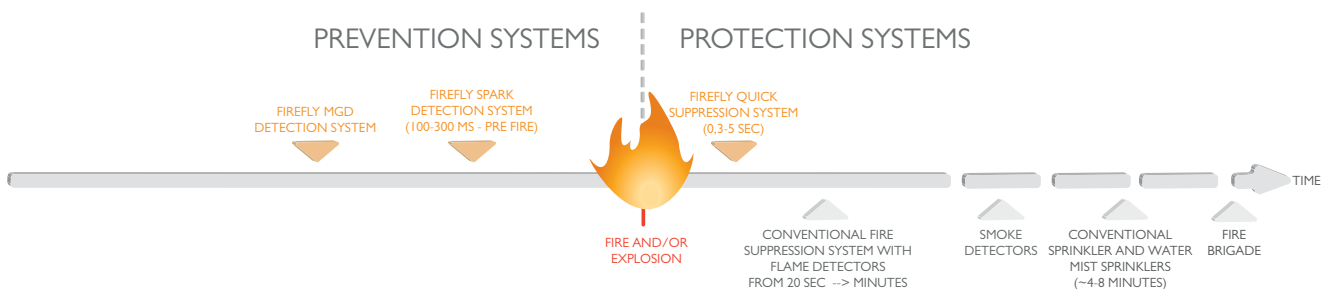 PREVENTION SYSTEMS
PROTECTION SYSTEMS
FIREFLY MGD
DETECTION SYSTEM
FIREFLY SPARK
DETECTION SYSTEM
(100-300 MS - PRE FIRE)
FIREFLY QUICK
SUPPRESSION SYSTEM
(0,3-5 SEC)
TIME
FIRE AND/OR
EXPLOSION
CONVENTIONAL FIRE
SUPPRESSION SYSTEM WITH
FLAME DETECTORS
FROM 20 SEC --> MINUTES
SMOKE
DETECTORS
CONVENTIONAL
SPRINKLER AND WATER
MIST SPRINKLERS
(~4-8 MINUTES)
FIRE
BRIGADE